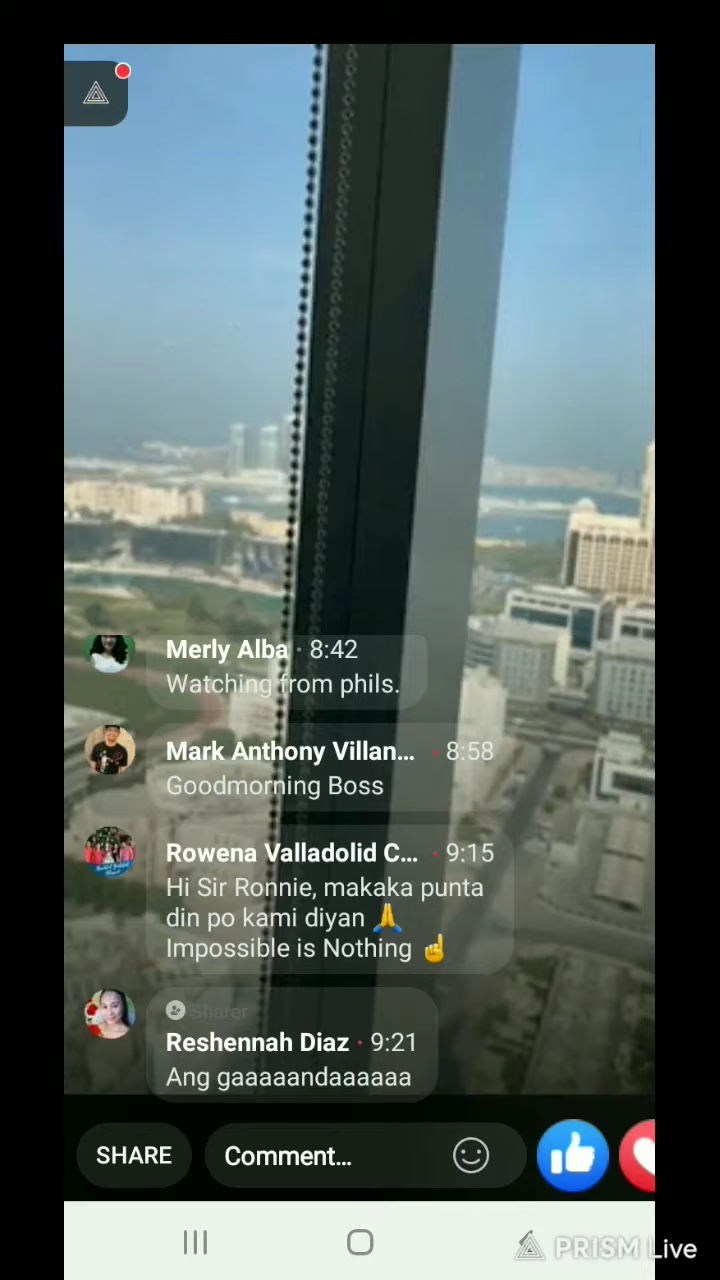 Merly Alba · 8:42
Watching from phils.
Mark Anthony Villan... · 8:58
Goodmorning Boss
Rowena Valladolid C... · 9:15
Hi Sir Ronnie, makaka punta
din po kami diyan 🙏
Impossible is Nothing ☝
Sharer
Reshennah Diaz · 9:21
Ang gaaaaandaaaaaa
SHARE
Comment...
PRISM Live